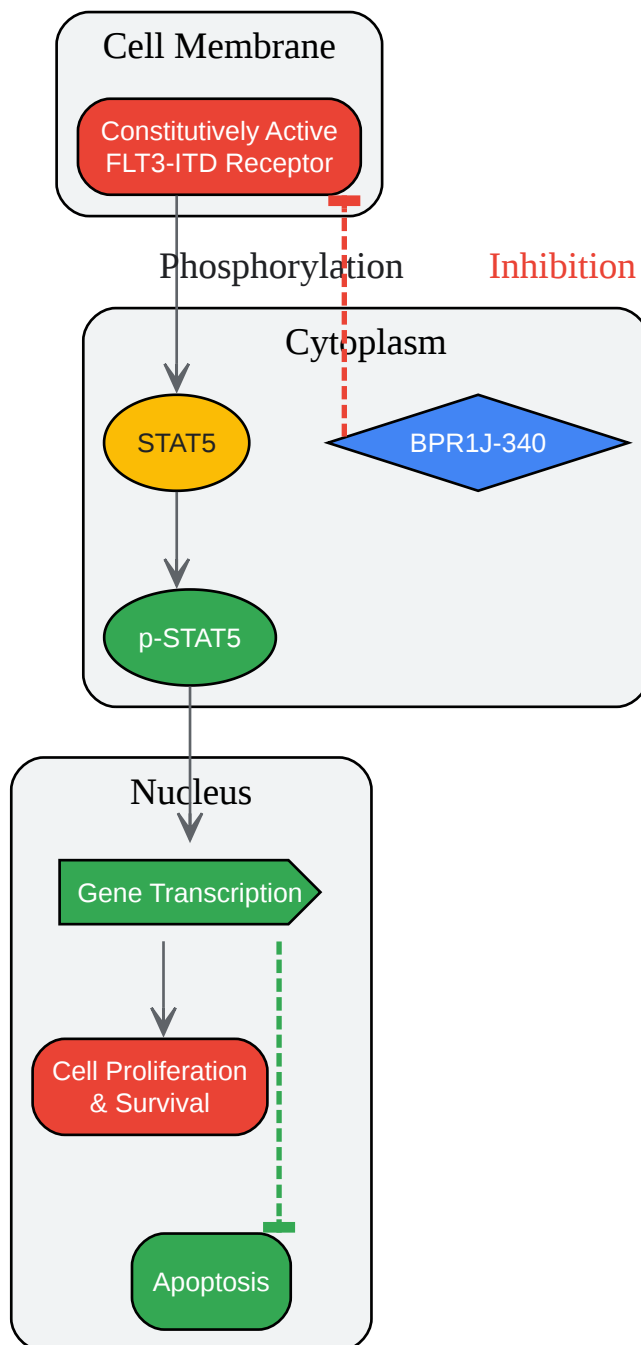 Cell Membrane
Constitutively Active
FLT3-ITD Receptor
Phosphorylation
Inhibition
Cytoplasm
STAT5
BPR1J-340
p-STAT5
Nucleus
Gene Transcription
Cell Proliferation
& Survival
Apoptosis